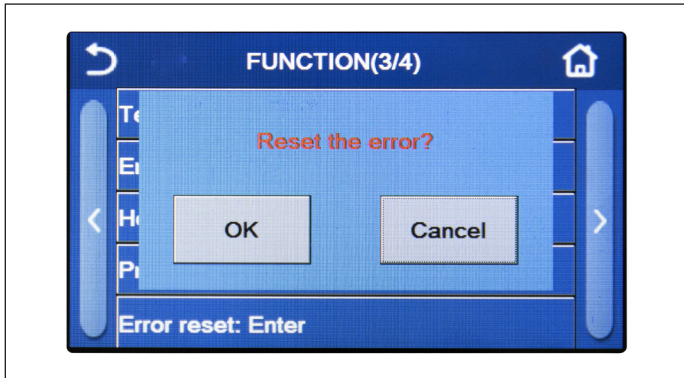 FUNCTION(3/4)
Reset the error?
OK
Cancel
Error reset: Enter